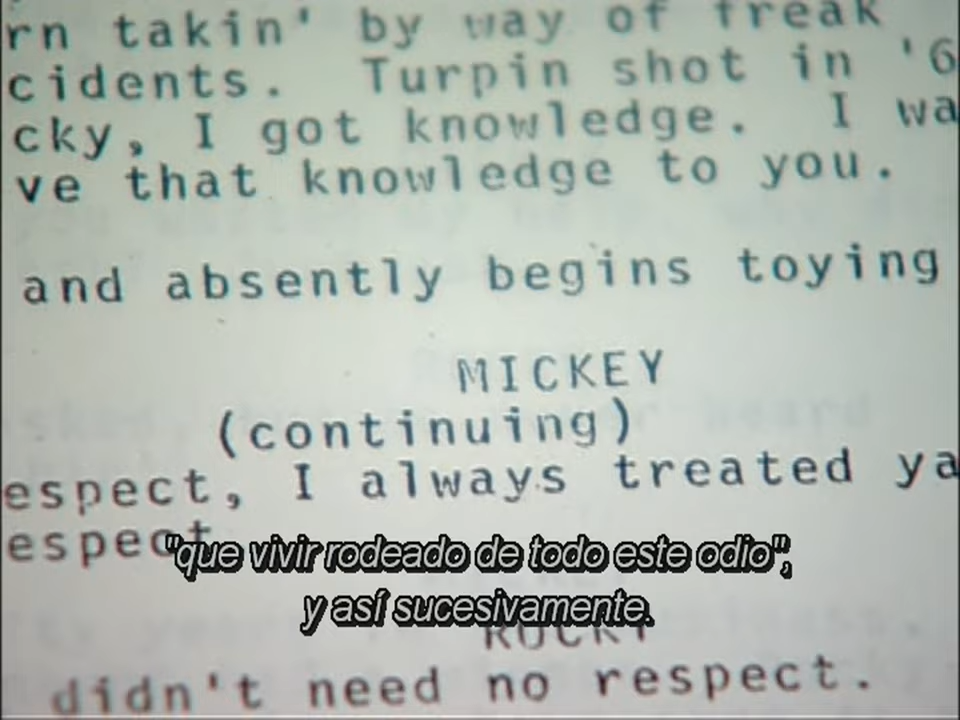 rn takin' by way of freak
cidents. Turpin shot in '6
cky, I got knowledge. I wa
ve that knowledge to you.
and absently begins toying
MICKEY
(continuing)
espect, I always treated ya
espect
"que vivir rodeado de todo este odio",
y así sucesivamente.
ROCKY
didn't need no respect.